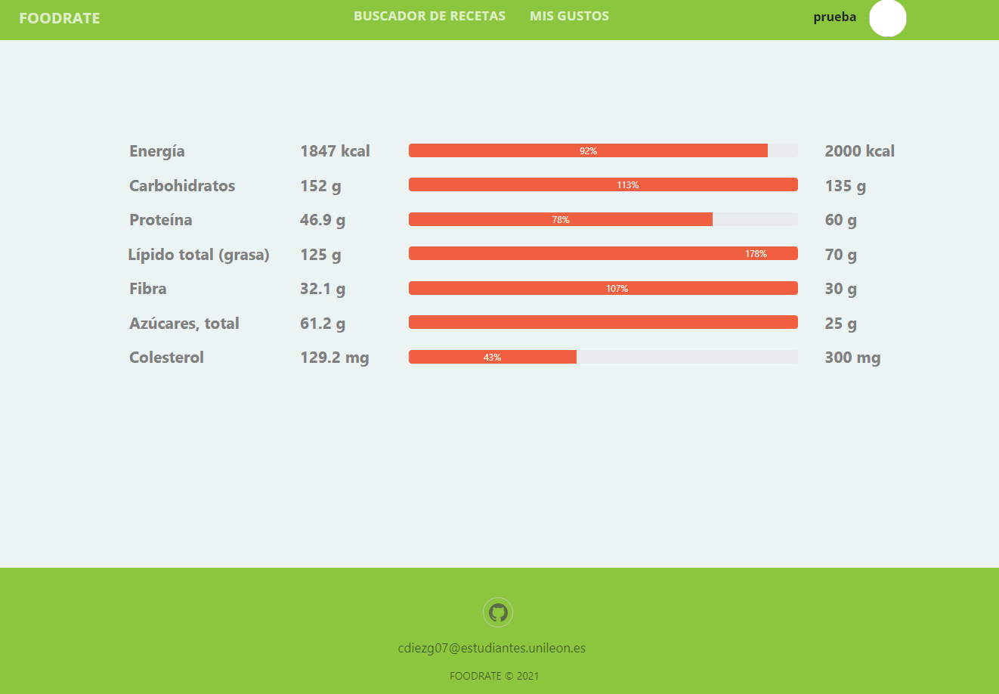 FOODRATE BUSCADOR DE RECETAS MIS GUSTOS prueba
Energía 1847 kcal 92% 2000 kcal
Carbohidratos 152 g 113% 135 g
Proteína 46.9 g 78% 60 g
Lípido total (grasa) 125 g 178% 70 g
Fibra 32.1 g 107% 30 g
Azúcares, total 61.2 g 25 g
Colesterol 129.2 mg 43% 300 mg
cdiezg07@estudiantes.unileon.es
FOODRATE © 2021